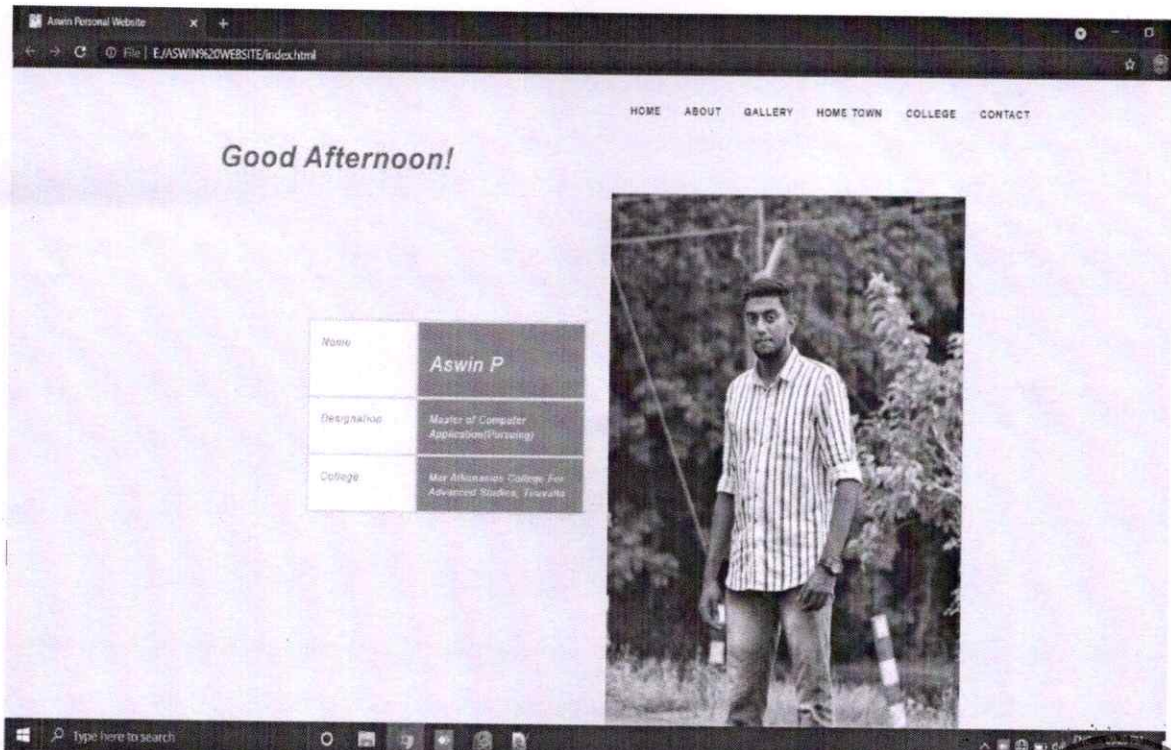 Aswin Personal Website
File | E:/ASWIN%20WEBSITE/index.html
HOME ABOUT GALLERY HOME TOWN COLLEGE CONTACT
Good Afternoon!
Name
Aswin P
Designation
Master of Computer
Application(Pursuing)
College
Mar Athanasios College For
Advanced Studies, Tiruvalla
Type here to search